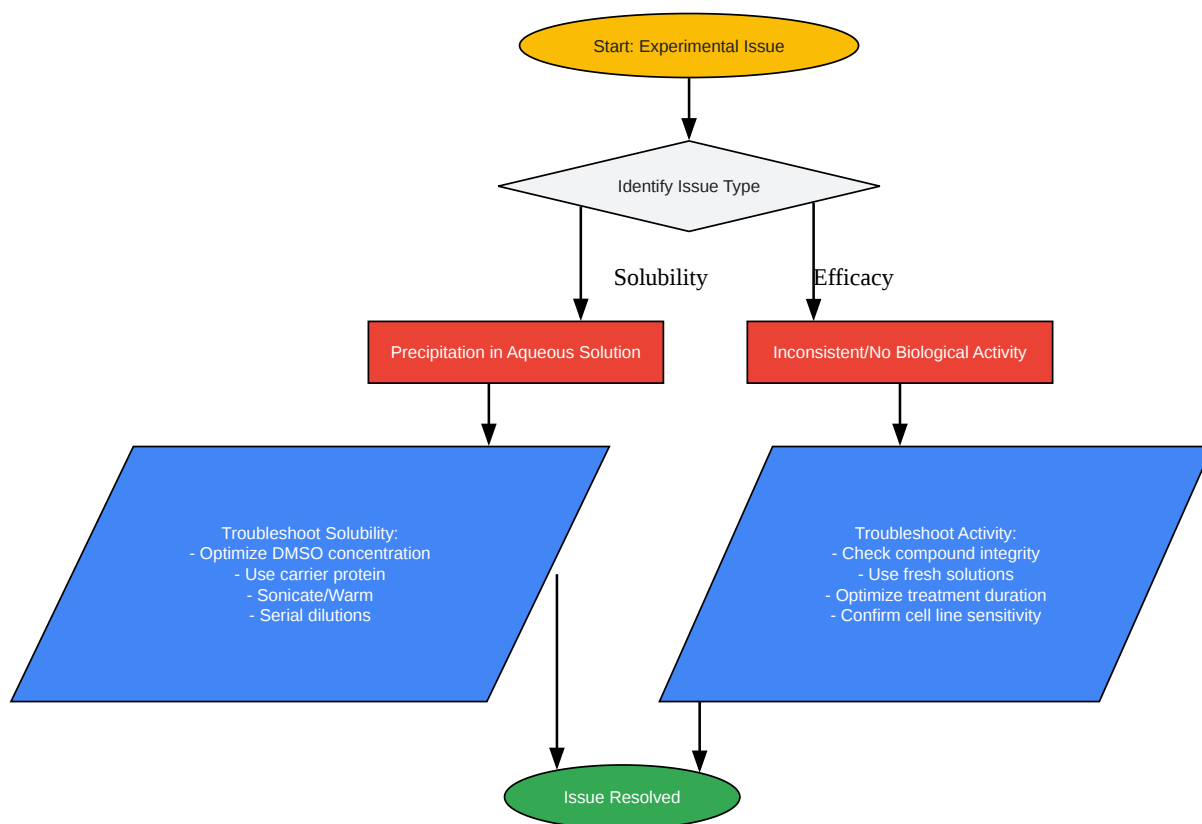 Start: Experimental Issue
Identify Issue Type
Solubility
Efficacy
Precipitation in Aqueous Solution
Inconsistent/No Biological Activity
Troubleshoot Solubility:
- Optimize DMSO concentration
- Use carrier protein
- Sonicate/Warm
- Serial dilutions
Troubleshoot Activity:
- Check compound integrity
- Use fresh solutions
- Optimize treatment duration
- Confirm cell line sensitivity
Issue Resolved